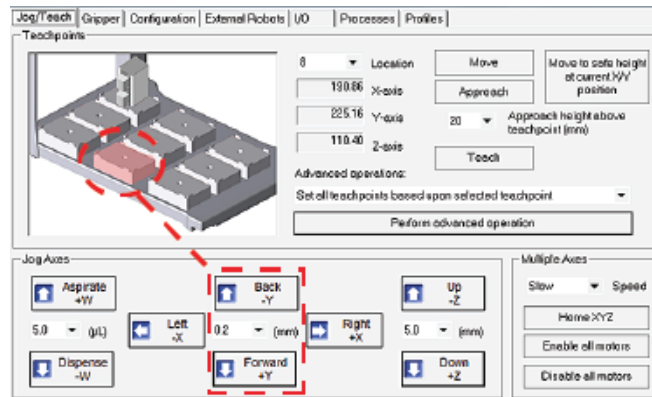 Jog/Teach Gripper Configuration External Robots I/O Processes Profiles
Teachpoints
8 Location
190.86 X-axis
225.16 Y-axis
110.40 Z-axis
Move
Approach
Move to safe height
at current X/Y
position
20 Approach height above
teachpoint (mm)
Teach
Advanced operations:
Set all teachpoints based upon selected teachpoint
Perform advanced operation
Jog Axes
Aspirate
+W
5.0 (µL)
Dispense
-W
Left
-X
Back
-Y
0.2 (mm)
Forward
+Y
Right
+X
Up
-Z
5.0 (mm)
Down
+Z
Multiple Axes
Slow Speed
Home XYZ
Enable all motors
Disable all motors